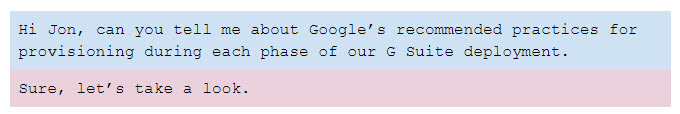 Hi Jon, can you tell me about Google’s recommended practices for
provisioning during each phase of our G Suite deployment.
Sure, let’s take a look.